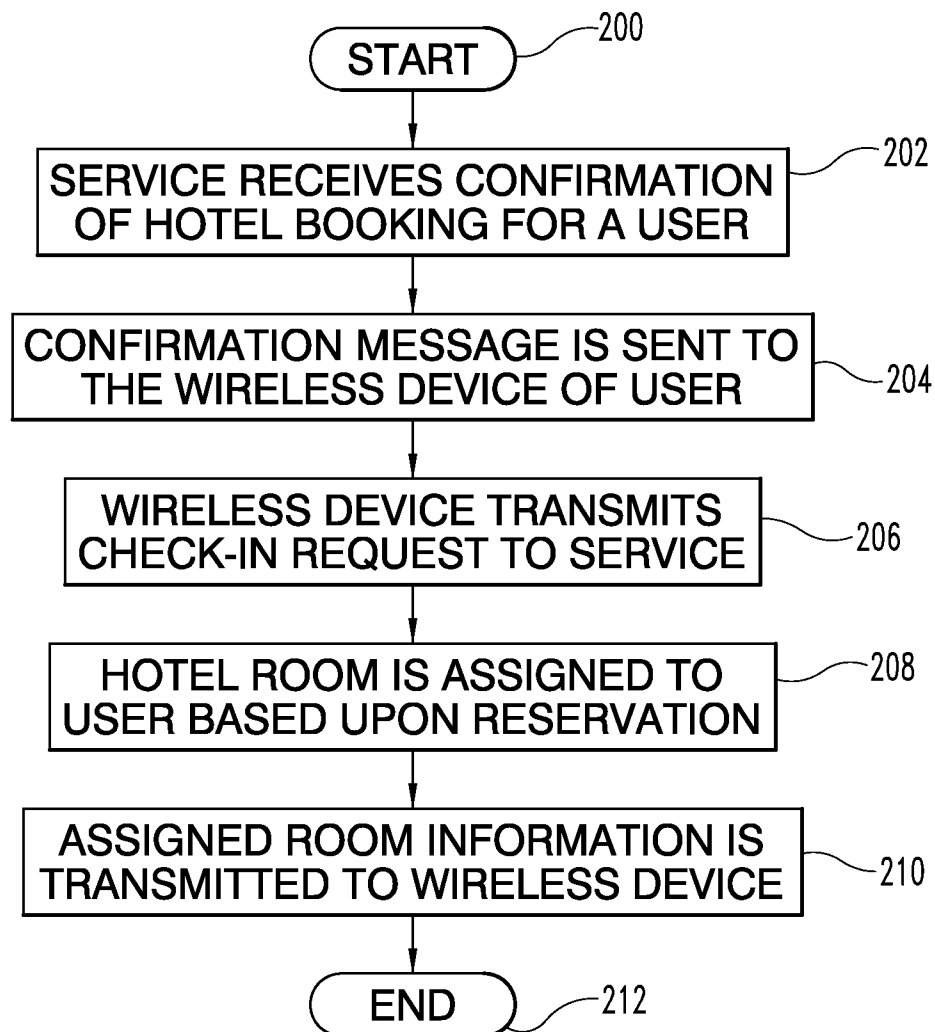 START
200
SERVICE RECEIVES CONFIRMATION
OF HOTEL BOOKING FOR A USER
202
CONFIRMATION MESSAGE IS SENT TO
THE WIRELESS DEVICE OF USER
204
WIRELESS DEVICE TRANSMITS
CHECK-IN REQUEST TO SERVICE
206
HOTEL ROOM IS ASSIGNED TO
USER BASED UPON RESERVATION
208
ASSIGNED ROOM INFORMATION IS
TRANSMITTED TO WIRELESS DEVICE
210
END
212